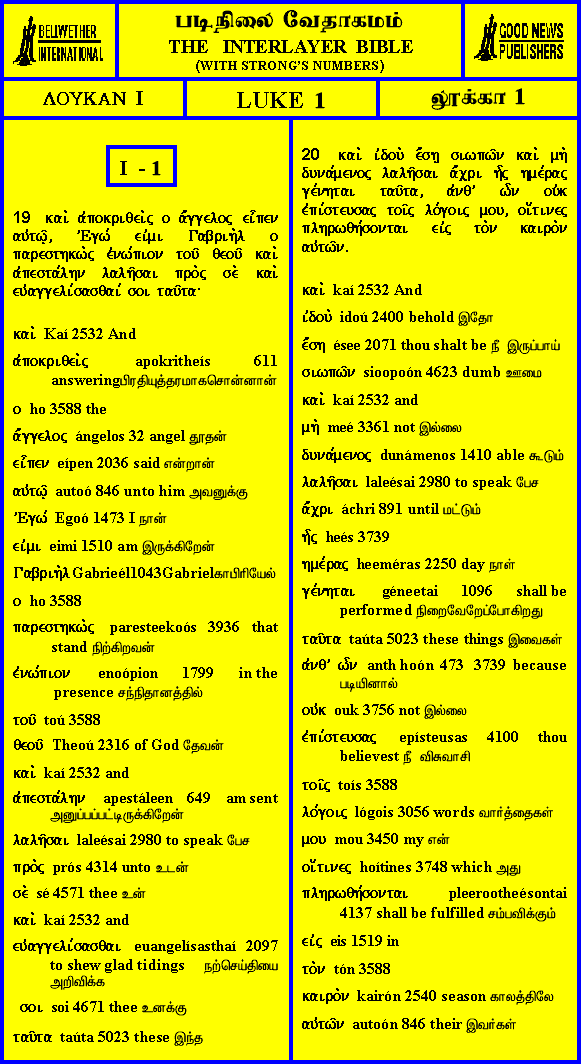 BELLWETHER
INTERNATIONAL
படிநிலை வேதாகமம்
THE INTERLAYER BIBLE
(WITH STRONG'S NUMBERS)
GOOD NEWS
PUBLISHERS
ΛΟΥΚΑΝ Ι
LUKE 1
லூக்கா 1
I - 1
19 καὶ ἀποκριθεὶς ο ἄγγελος εἶπεν
αὐτῷ, Ἐγώ εἰμι Γαβριὴλ ο
παρεστηκὼς ἐνώπιον τοῦ θεοῦ καὶ
ἀπεστάλην λαλῆσαι πρὸς σὲ καὶ
εὐαγγελίσασθαί σοι ταῦτα·
καὶ Kaí 2532 And
ἀποκριθεὶς apokritheís 611
answeringபிரதியுத்தரமாகசொன்னான்
ο ho 3588 the
ἄγγελος ángelos 32 angel தூதன்
εἶπεν eípen 2036 said என்றான்
αὐτῷ autoó 846 unto him அவனுக்கு
Ἐγώ Egoó 1473 I நான்
εἰμι eimi 1510 am இருக்கிறேன்
Γαβριὴλ Gabrieél1043Gabrielகாபிரியேல்
ο ho 3588
παρεστηκὼς paresteekoós 3936 that
stand நிற்கிறவன்
ἐνώπιον enoópion 1799 in the
presence சந்நிதானத்தில்
τοῦ toú 3588
θεοῦ Theoú 2316 of God தேவன்
καὶ kaí 2532 and
ἀπεστάλην apestáleen 649 am sent
அனுப்பப்பட்டிருக்கிறேன்
λαλῆσαι laleésai 2980 to speak பேச
πρὸς prós 4314 unto உடன்
σὲ sé 4571 thee உன்
καὶ kaí 2532 and
εὐαγγελίσασθαι euangelísasthaí 2097
to shew glad tidings நற்செய்தியை
அறிவிக்க
σοι soi 4671 thee உனக்கு
ταῦτα taúta 5023 these இந்த
20 καὶ ἰδοὺ ἔσῃ σιωπῶν καὶ μὴ
δυνάμενος λαλῆσαι ἄχρι ἧς ημέρας
γένηται ταῦτα, ἀνθ' ὧν οὐκ
ἐπίστευσας τοῖς λόγοις μου, οἵτινες
πληρωθήσονται εἰς τὸν καιρὸν
αὐτῶν.
καὶ kaí 2532 And
ἰδοὺ idoú 2400 behold இதோ
ἔσῃ ésee 2071 thou shalt be நீ இருப்பாய்
σιωπῶν sioopoón 4623 dumb ஊமை
καὶ kaí 2532 and
μὴ meé 3361 not இல்லை
δυνάμενος dunámenos 1410 able கூடும்
λαλῆσαι laleésai 2980 to speak பேச
ἄχρι áchri 891 until மட்டும்
ἧς heés 3739
ημέρας heeméras 2250 day நாள்
γένηται géneetai 1096 shall be
performed நிறைவேறேப்போகிறது
ταῦτα taúta 5023 these things இவைகள்
ἀνθ' ὧν anth hoón 473 3739 because
படியினால்
οὐκ ouk 3756 not இல்லை
ἐπίστευσας epísteusas 4100 thou
believest நீ விசுவாசி
τοῖς toís 3588
λόγοις lógois 3056 words வார்த்தைகள்
μου mou 3450 my என்
οἵτινες hoítines 3748 which அது
πληρωθήσονται pleerootheésontai
4137 shall be fulfilled சம்பவிக்கும்
εἰς eis 1519 in
τὸν tón 3588
καιρὸν kairón 2540 season காலத்திலே
αὐτῶν autoón 846 their இவர்கள்